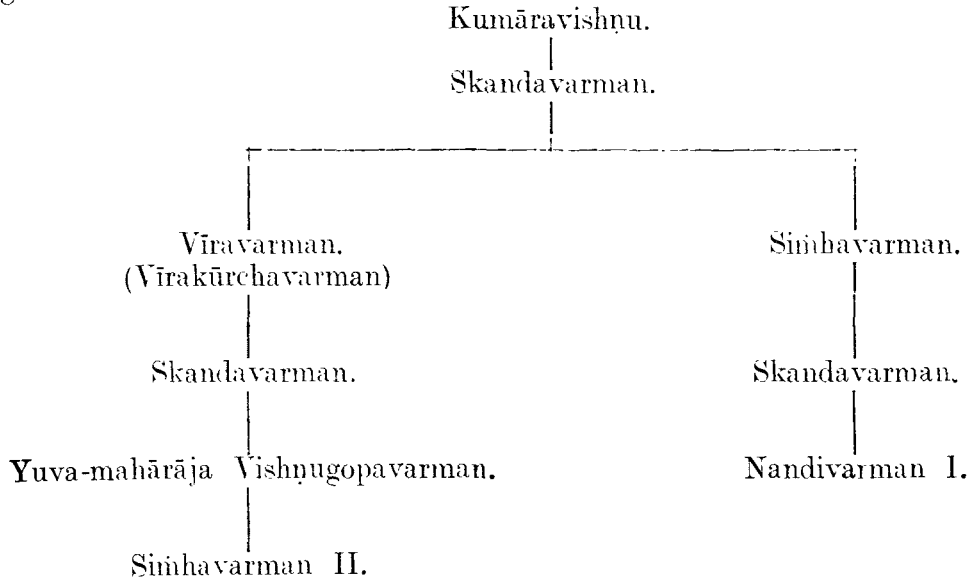 Kumāravishṇu.
Skandavarman.
Vīravarman. Siṁhavarman.
(Vīrakūrchavarman)
Skandavarman. Skandavarman.
Yuva-mahārāja Vishṇugopavarman. Nandivarman I.
Siṁhavarman II.